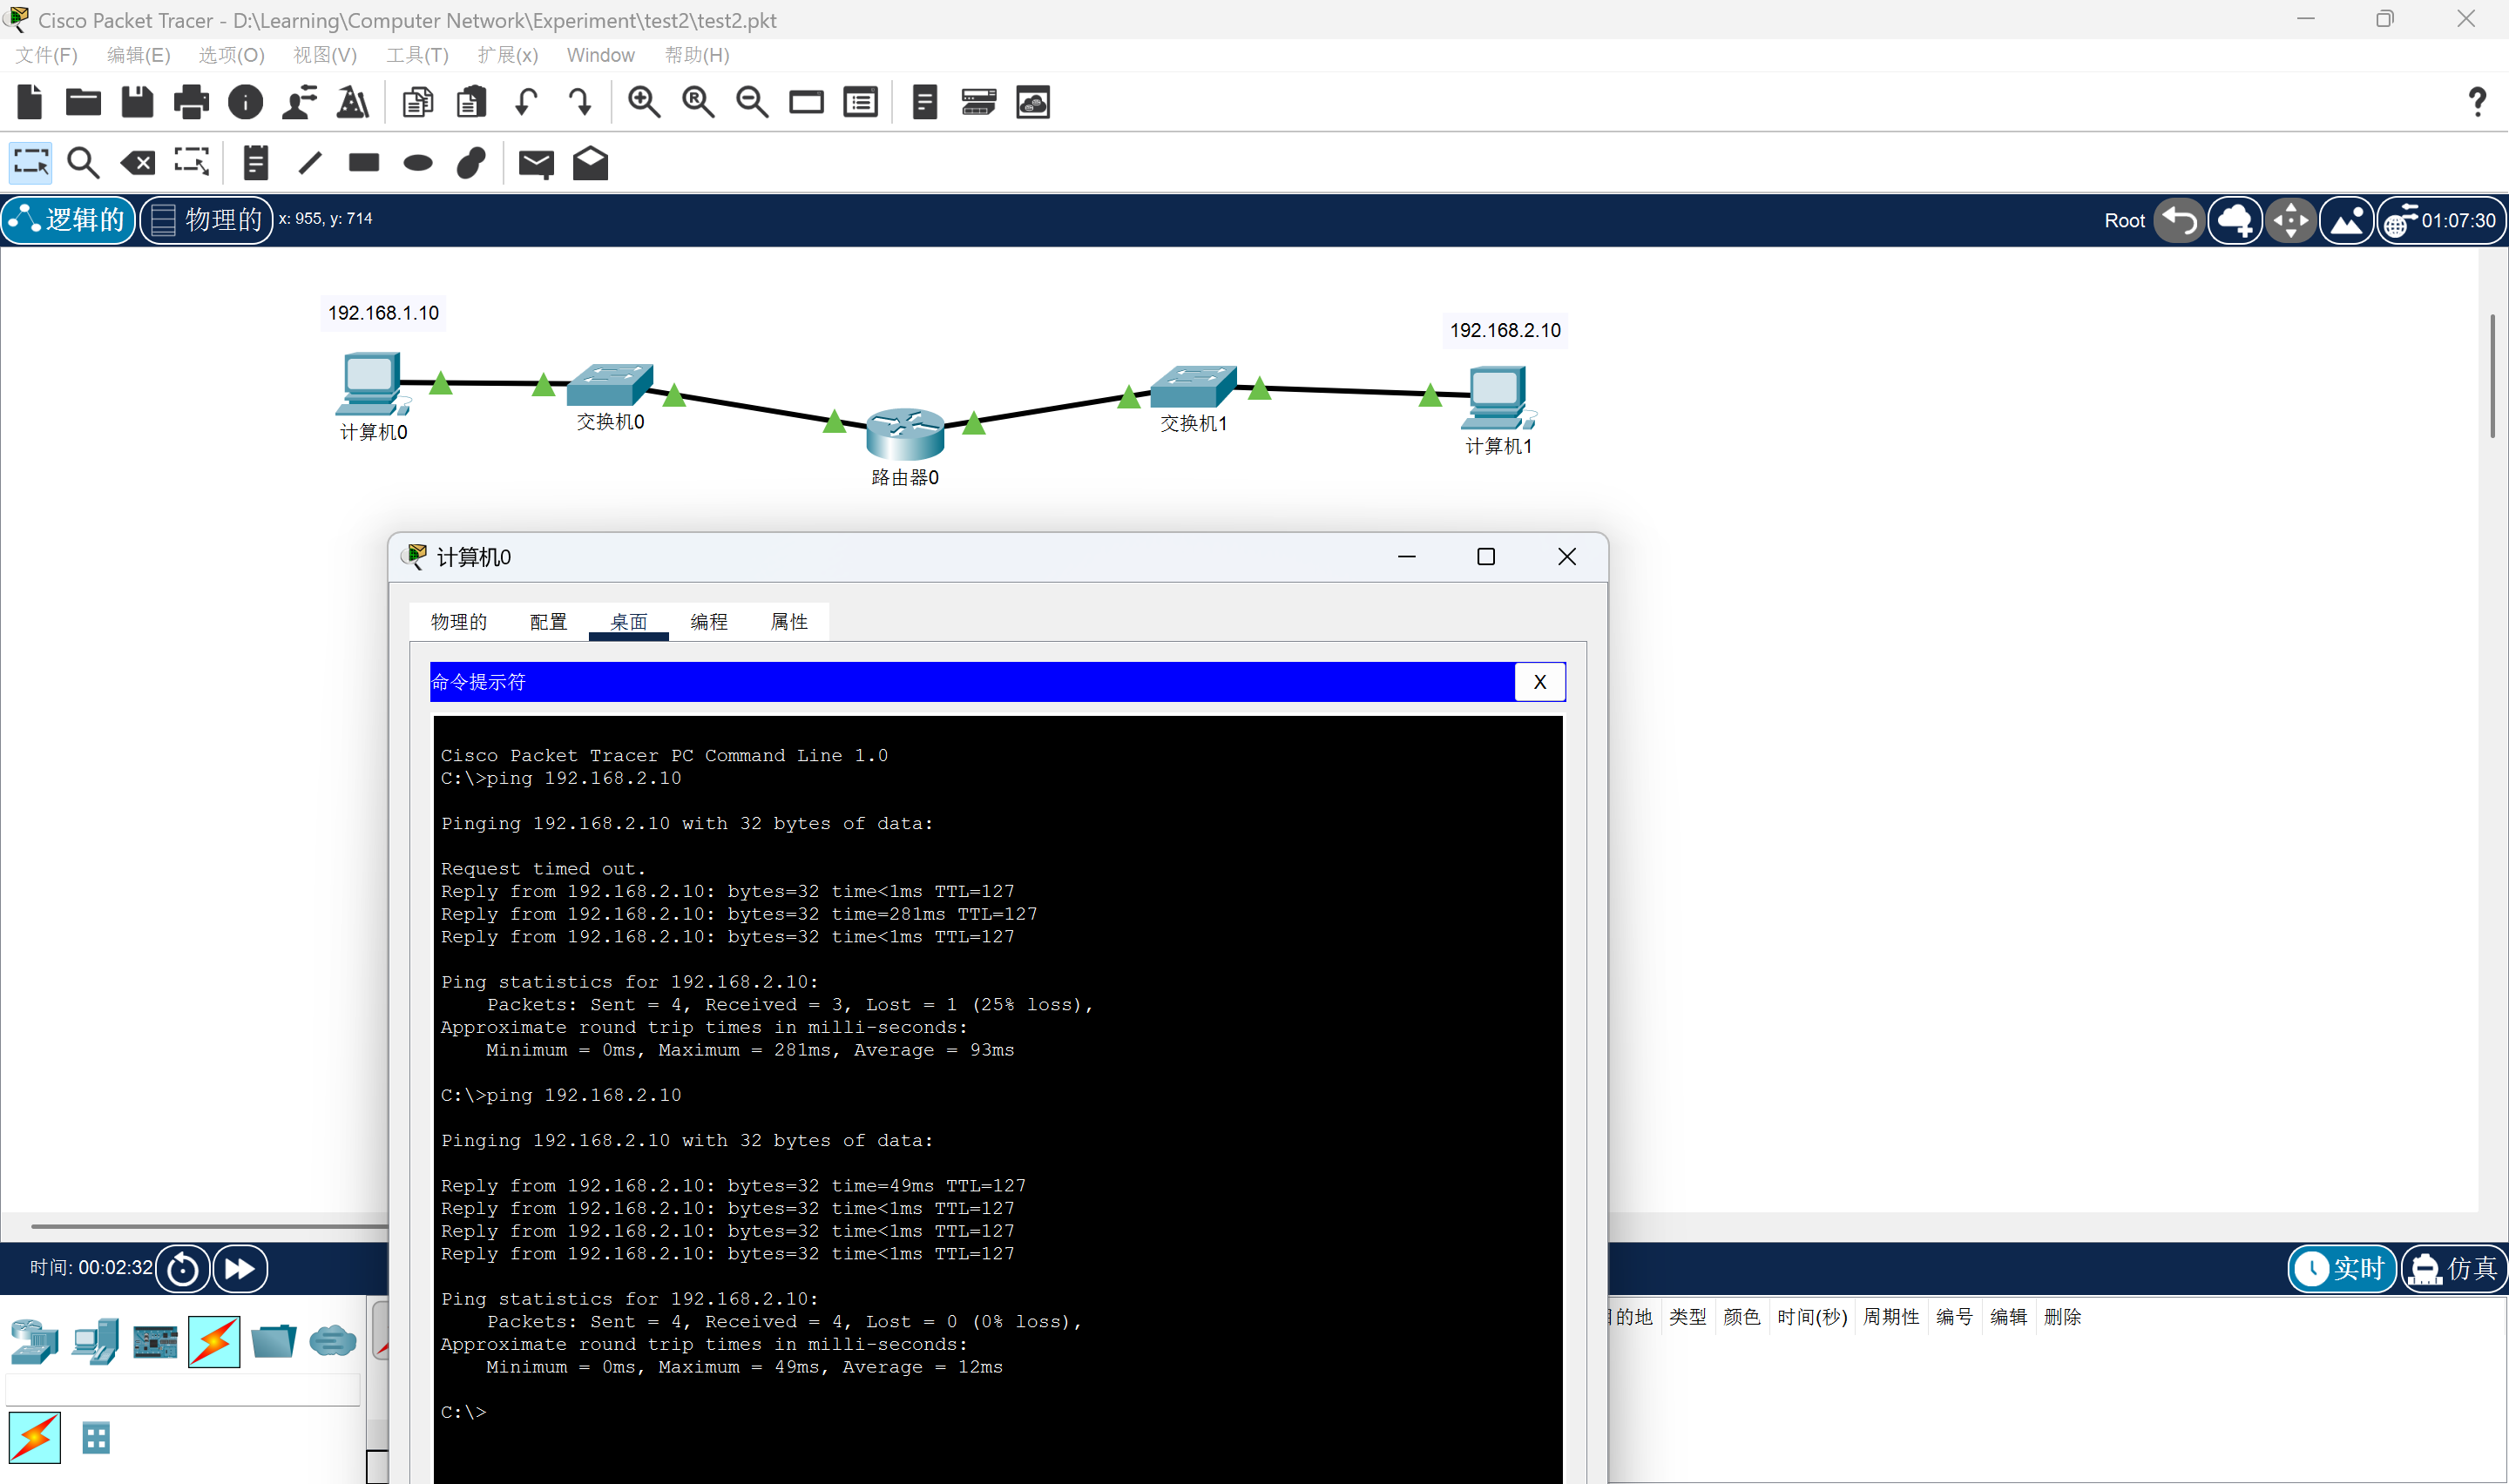 Cisco Packet Tracer - D:\Learning\Computer Network\Experiment\test2\test2.pkt
文件(F) 编辑(E) 选项(O) 视图(V) 工具(T) 扩展(x) Window 帮助(H)
逻辑的 物理的 x: 955, y: 714 Root 01:07:30
192.168.1.10
192.168.2.10
计算机0
交换机0
交换机1
计算机1
路由器0
计算机0
物理的 配置 桌面 编程 属性
命令提示符 X
Cisco Packet Tracer PC Command Line 1.0
C:\>ping 192.168.2.10
Pinging 192.168.2.10 with 32 bytes of data:
Request timed out.
Reply from 192.168.2.10: bytes=32 time<1ms TTL=127
Reply from 192.168.2.10: bytes=32 time=281ms TTL=127
Reply from 192.168.2.10: bytes=32 time<1ms TTL=127
Ping statistics for 192.168.2.10:
Packets: Sent = 4, Received = 3, Lost = 1 (25% loss),
Approximate round trip times in milli-seconds:
Minimum = 0ms, Maximum = 281ms, Average = 93ms
C:\>ping 192.168.2.10
Pinging 192.168.2.10 with 32 bytes of data:
Reply from 192.168.2.10: bytes=32 time=49ms TTL=127
Reply from 192.168.2.10: bytes=32 time<1ms TTL=127
Reply from 192.168.2.10: bytes=32 time<1ms TTL=127
Reply from 192.168.2.10: bytes=32 time<1ms TTL=127
Ping statistics for 192.168.2.10:
Packets: Sent = 4, Received = 4, Lost = 0 (0% loss),
Approximate round trip times in milli-seconds:
Minimum = 0ms, Maximum = 49ms, Average = 12ms
C:\>
时间: 00:02:32 实时 仿真
的地 类型 颜色 时间(秒) 周期性 编号 编辑 删除